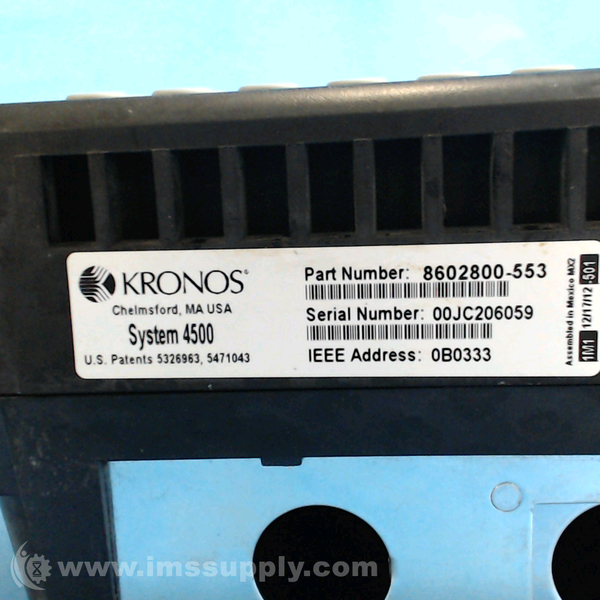 KRONOS®
Chelmsford, MA USA
System 4500
U.S. Patents 5326963, 5471043
Part Number: 8602800-553
Serial Number: 00JC206059
IEEE Address: 0B0333
Assembled in Mexico MX2
1M1 12/17/12 -501
www.imssupply.com